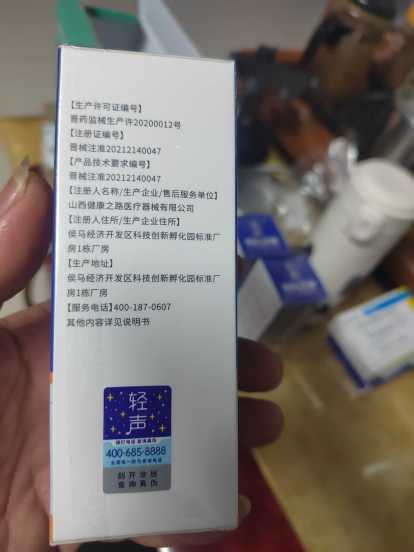 【生产许可证编号】
晋药监械生产许20200012号
【注册证编号】
晋械注准20212140047
【产品技术要求编号】
晋械注准20212140047
【注册人名称/生产企业/售后服务单位】
山西健康之路医疗器械有限公司
【注册人住所/生产企业住所】
侯马经济开发区科技创新孵化园标准厂
房1栋厂房
【生产地址】
侯马经济开发区科技创新孵化园标准厂
房1栋厂房
【服务电话】400-187-0607
其他内容详见说明书
轻
声
拨打电话 查询真伪
400-685-8888
刮开涂层
查询真伪